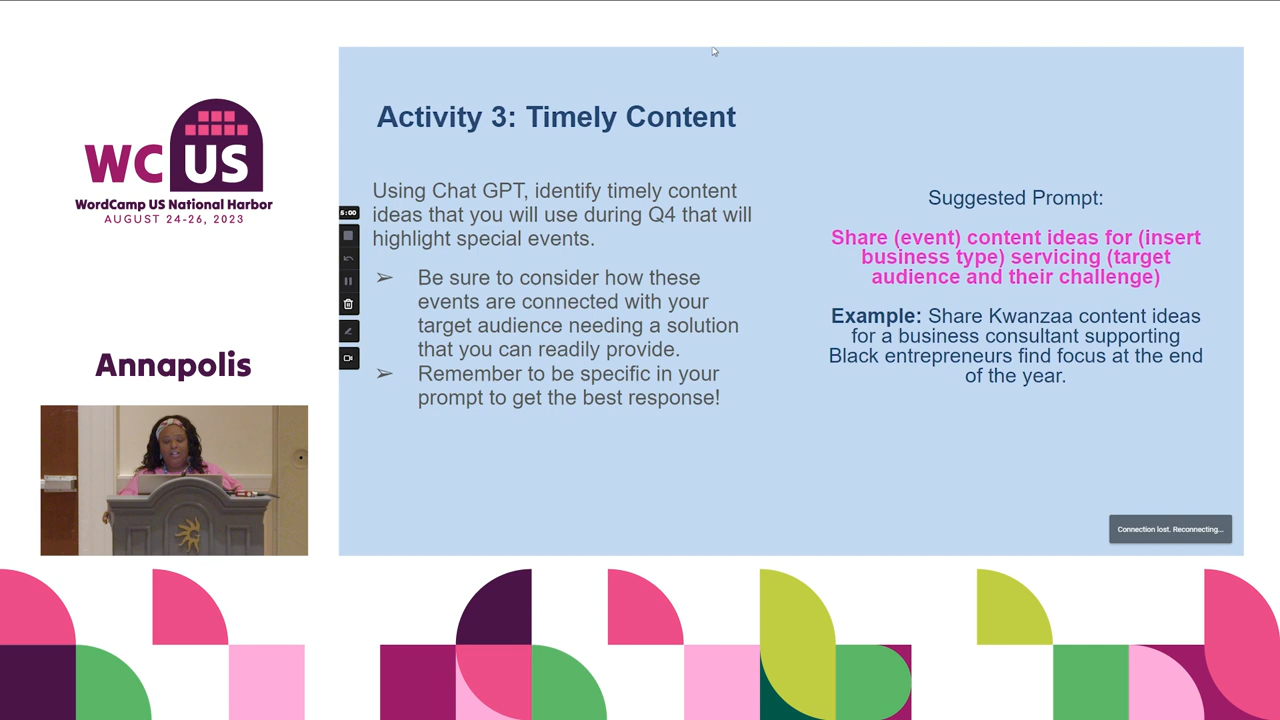 WC US
WordCamp US National Harbor
AUGUST 24-26, 2023
Annapolis
Activity 3: Timely Content
Using Chat GPT, identify timely content
ideas that you will use during Q4 that will
highlight special events.
➢ Be sure to consider how these
events are connected with your
target audience needing a solution
that you can readily provide.
➢ Remember to be specific in your
prompt to get the best response!
5:00
Suggested Prompt:
Share (event) content ideas for (insert
business type) servicing (target
audience and their challenge)
Example: Share Kwanzaa content ideas
for a business consultant supporting
Black entrepreneurs find focus at the end
of the year.
Connection lost. Reconnecting...